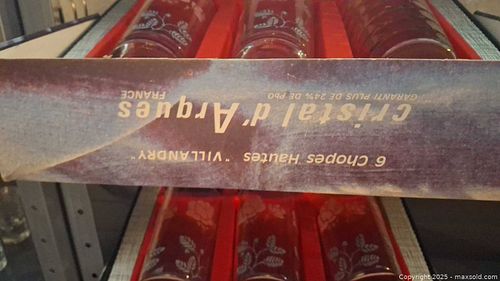 cristal d'Arques
GARANTI PLUS DE 24% DE PbO
FRANCE
6 Chopes Hautes "VILLANDRY"
Copyright 2025 - maxsold.com